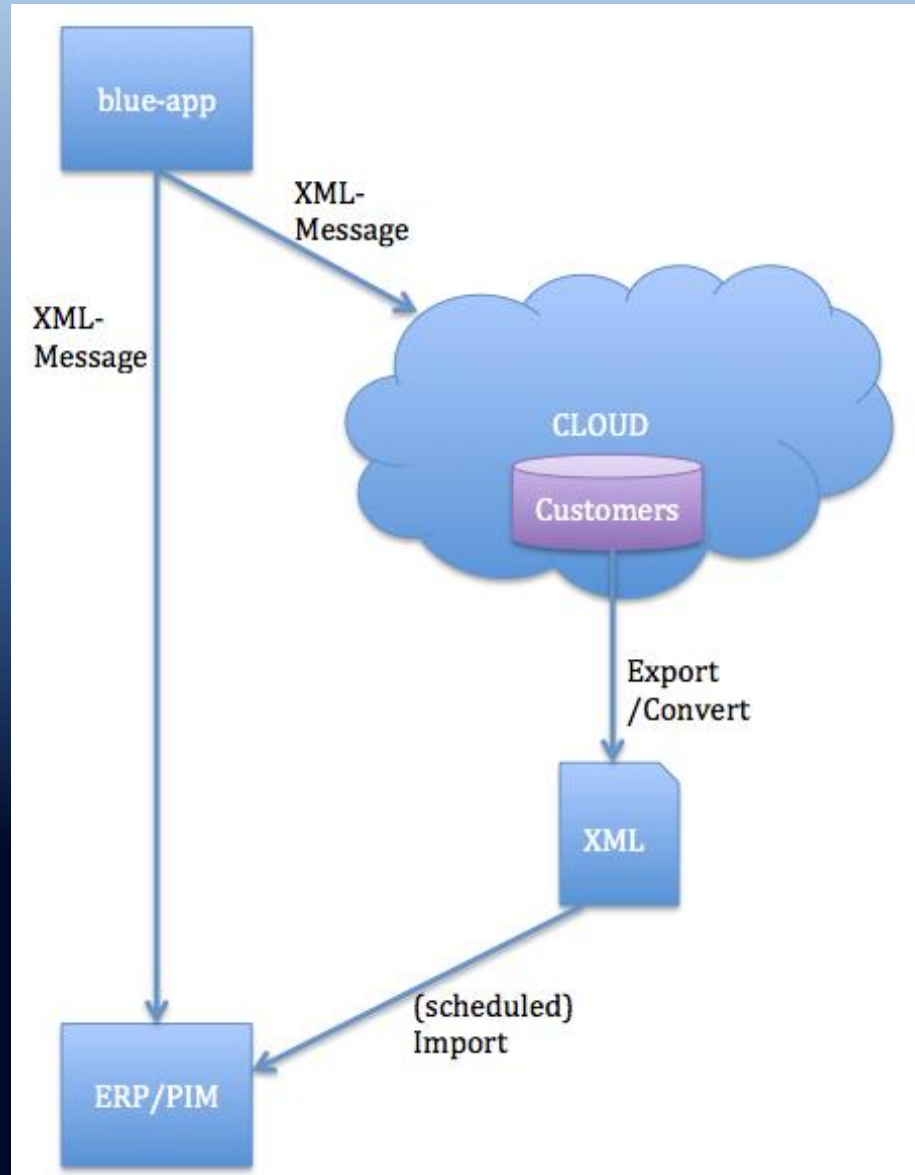 blue-app
XML-
Message
XML-
Message
CLOUD
Customers
Export
/Convert
XML
(scheduled)
Import
ERP/PIM